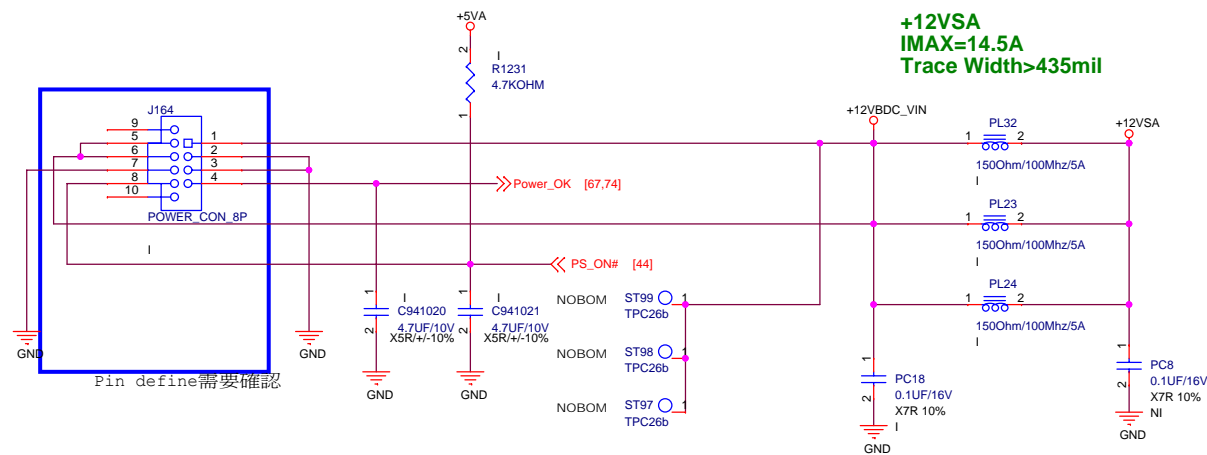 +5VA
+12VSA
IMAX=14.5A
Trace Width>435mil
2
I
R1231
4.7KOHM
1
J164
9
5
6
7
8
10
1
2
3
4
POWER_CON_8P
I
GND
GND
Pin define需要確認
Power_OK [67,74]
PS_ON# [44]
1
2
I
C941020
4.7UF/10V
X5R/+/-10%
GND
1
2
I
C941021
4.7UF/10V
X5R/+/-10%
GND
NOBOM
ST99
1
TPC26b
NOBOM
ST98
1
TPC26b
NOBOM
ST97
1
TPC26b
+12VBDC_VIN
+12VSA
PL32
1
2
150Ohm/100Mhz/5A
I
PL23
1
2
150Ohm/100Mhz/5A
I
PL24
1
2
150Ohm/100Mhz/5A
I
1
2
PC18
0.1UF/16V
X7R 10%
I
GND
1
2
PC8
0.1UF/16V
X7R 10%
NI
GND